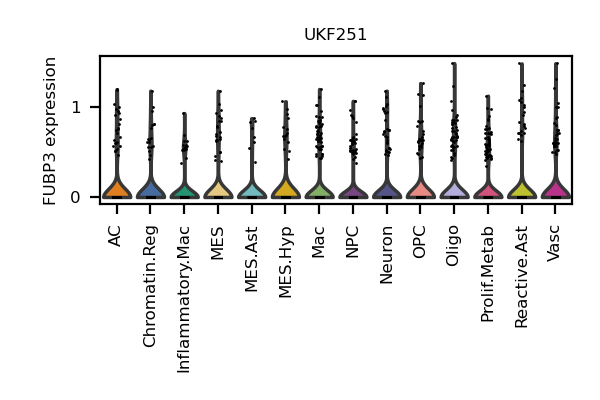 UKF251
FUBP3 expression
1
0
AC
Chromatin.Reg
Inflammatory.Mac
MES
MES.Ast
MES.Hyp
Mac
NPC
Neuron
OPC
Oligo
Prolif.Metab
Reactive.Ast
Vasc